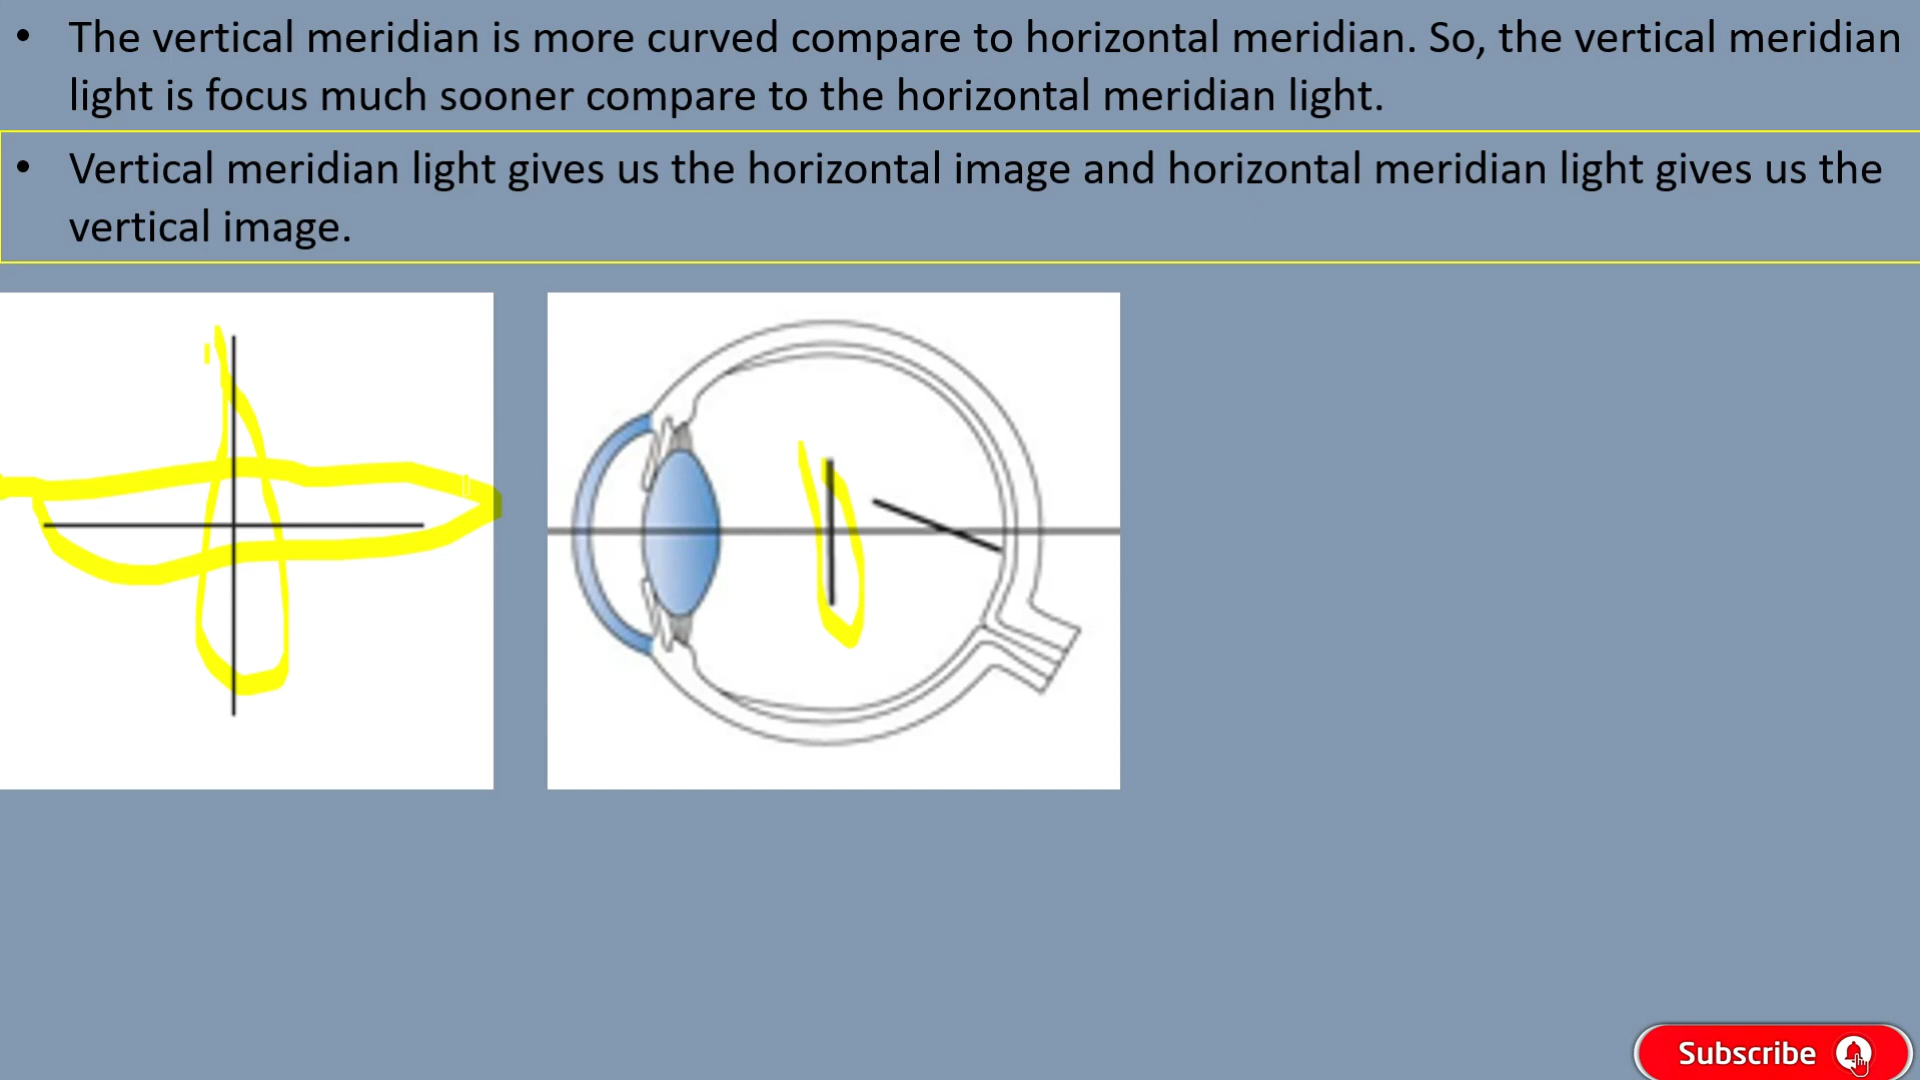 • The vertical meridian is more curved compare to horizontal meridian. So, the vertical meridian
light is focus much sooner compare to the horizontal meridian light.
• Vertical meridian light gives us the horizontal image and horizontal meridian light gives us the
vertical image.
Subscribe